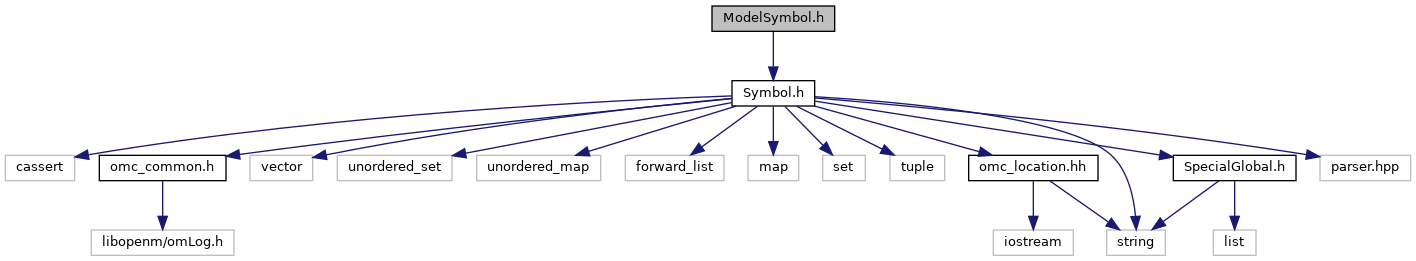 ModelSymbol.h
Symbol.h
cassert
omc_common.h
vector
unordered_set
unordered_map
forward_list
map
set
tuple
omc_location.hh
SpecialGlobal.h
parser.hpp
libopenm/omLog.h
iostream
string
list